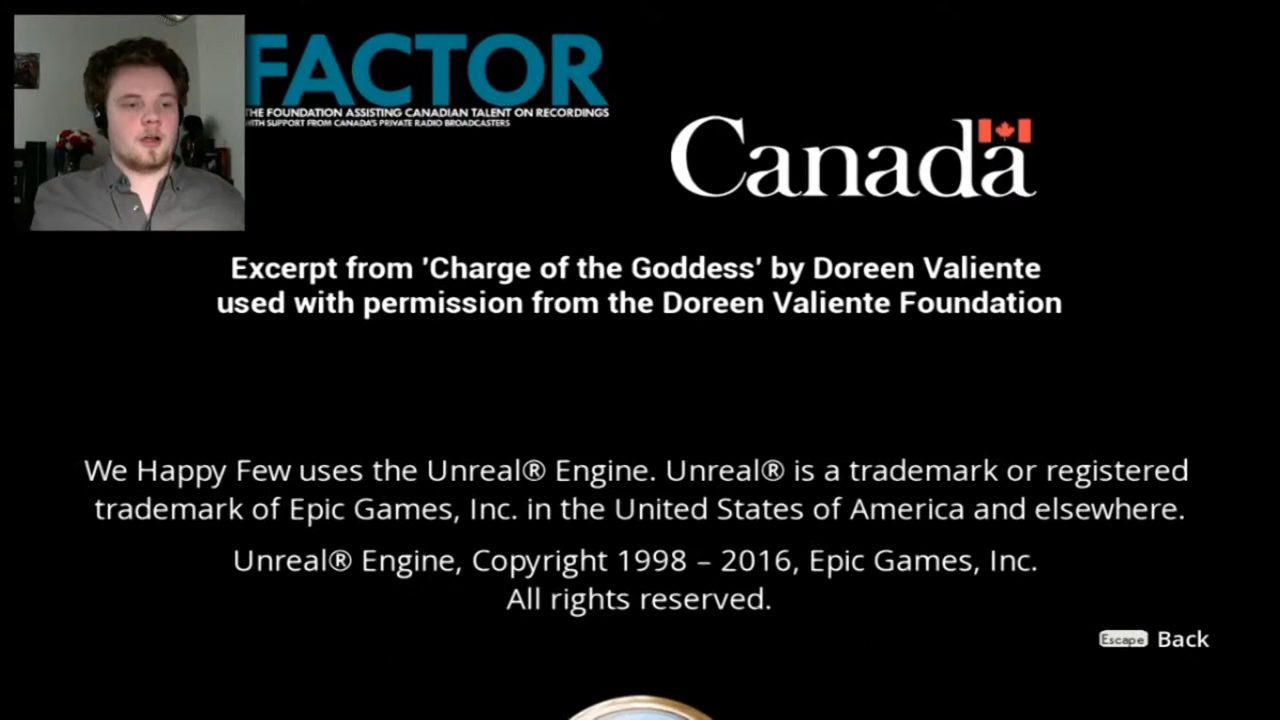 FACTOR
THE FOUNDATION ASSISTING CANADIAN TALENT ON RECORDINGS
WITH SUPPORT FROM CANADA'S PRIVATE RADIO BROADCASTERS
Canada
Excerpt from 'Charge of the Goddess' by Doreen Valiente
used with permission from the Doreen Valiente Foundation
We Happy Few uses the Unreal® Engine. Unreal® is a trademark or registered
trademark of Epic Games, Inc. in the United States of America and elsewhere.
Unreal® Engine, Copyright 1998 – 2016, Epic Games, Inc.
All rights reserved.
Escape Back